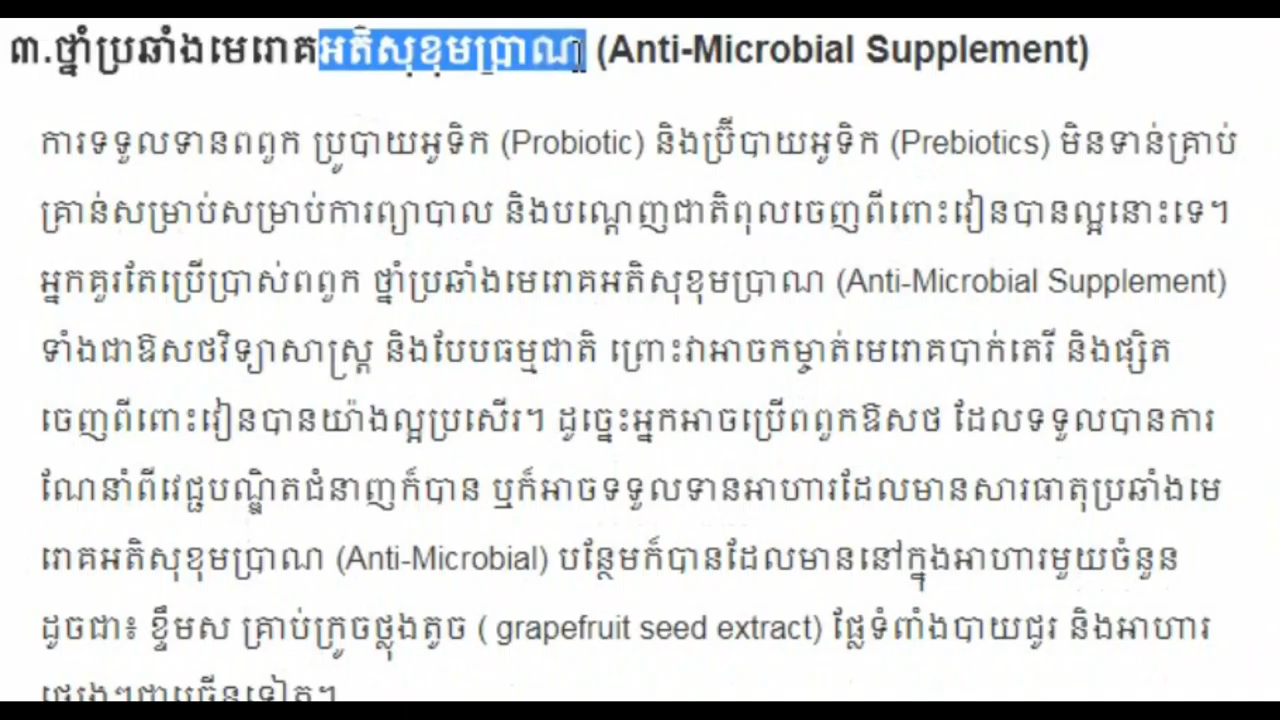 ៣.ថ្នាំប្រឆាំងមេរោគអតិសុខុមប្រាណ (Anti-Microbial Supplement)
ការទទួលទានពពួក ប្រូបាយអូទិក (Probiotic) និងប្រ៊ីបាយអូទិក (Prebiotics) មិនទាន់គ្រាប់
គ្រាន់សម្រាប់សម្រាប់ការព្យាបាល និងបណ្តេញជាតិពុលចេញពីពោះវៀនបានល្អនោះទេ។
អ្នកគួរតែប្រើប្រាស់ពពួក ថ្នាំប្រឆាំងមេរោគអតិសុខុមប្រាណ (Anti-Microbial Supplement)
ទាំងជាឱសថវិទ្យាសាស្ត្រ និងបែបធម្មជាតិ ព្រោះវាអាចកម្ចាត់មេរោគបាក់តេរី និងផ្សិត
ចេញពីពោះវៀនបានយ៉ាងល្អប្រសើរ។ ដូច្នេះអ្នកអាចប្រើពពួកឱសថ ដែលទទួលបានការ
ណែនាំពីវេជ្ជបណ្ឌិតជំនាញក៏បាន ឬក៏អាចទទួលទានអាហារដែលមានសារធាតុប្រឆាំងមេ
រោគអតិសុខុមប្រាណ (Anti-Microbial) បន្ថែមក៏បានដែលមាននៅក្នុងអាហារមួយចំនួន
ដូចជា៖ ខ្ទឹមស គ្រាប់ក្រូចថ្លុងតូច ( grapefruit seed extract) ផ្លែទំពាំងបាយជូរ និងអាហារ
ផ្សេងៗជាច្រើនទៀត។